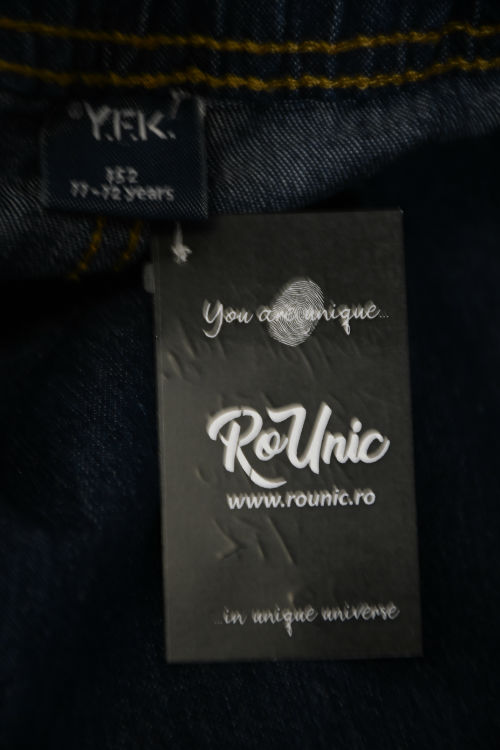 Y.F.K.
152
11-12 years
You are unique...
RoUnic
www.rounic.ro
...in unique universe